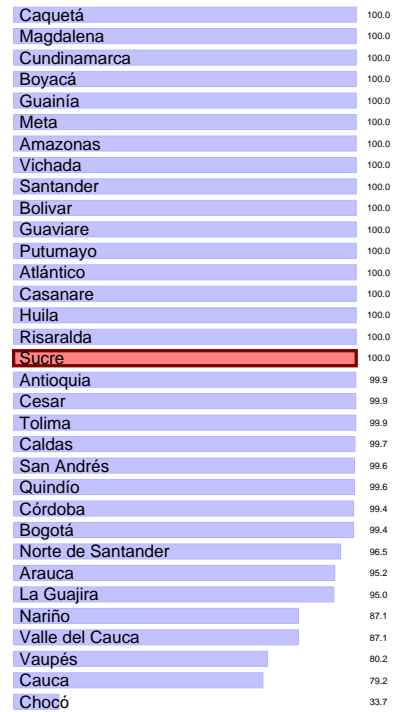 Caquetá 100.0
Magdalena 100.0
Cundinamarca 100.0
Boyacá 100.0
Guainía 100.0
Meta 100.0
Amazonas 100.0
Vichada 100.0
Santander 100.0
Bolivar 100.0
Guaviare 100.0
Putumayo 100.0
Atlántico 100.0
Casanare 100.0
Huila 100.0
Risaralda 100.0
Sucre 100.0
Antioquia 99.9
Cesar 99.9
Tolima 99.9
Caldas 99.7
San Andrés 99.6
Quindío 99.6
Córdoba 99.4
Bogotá 99.4
Norte de Santander 96.5
Arauca 95.2
La Guajira 95.0
Nariño 87.1
Valle del Cauca 87.1
Vaupés 80.2
Cauca 79.2
Chocó 33.7